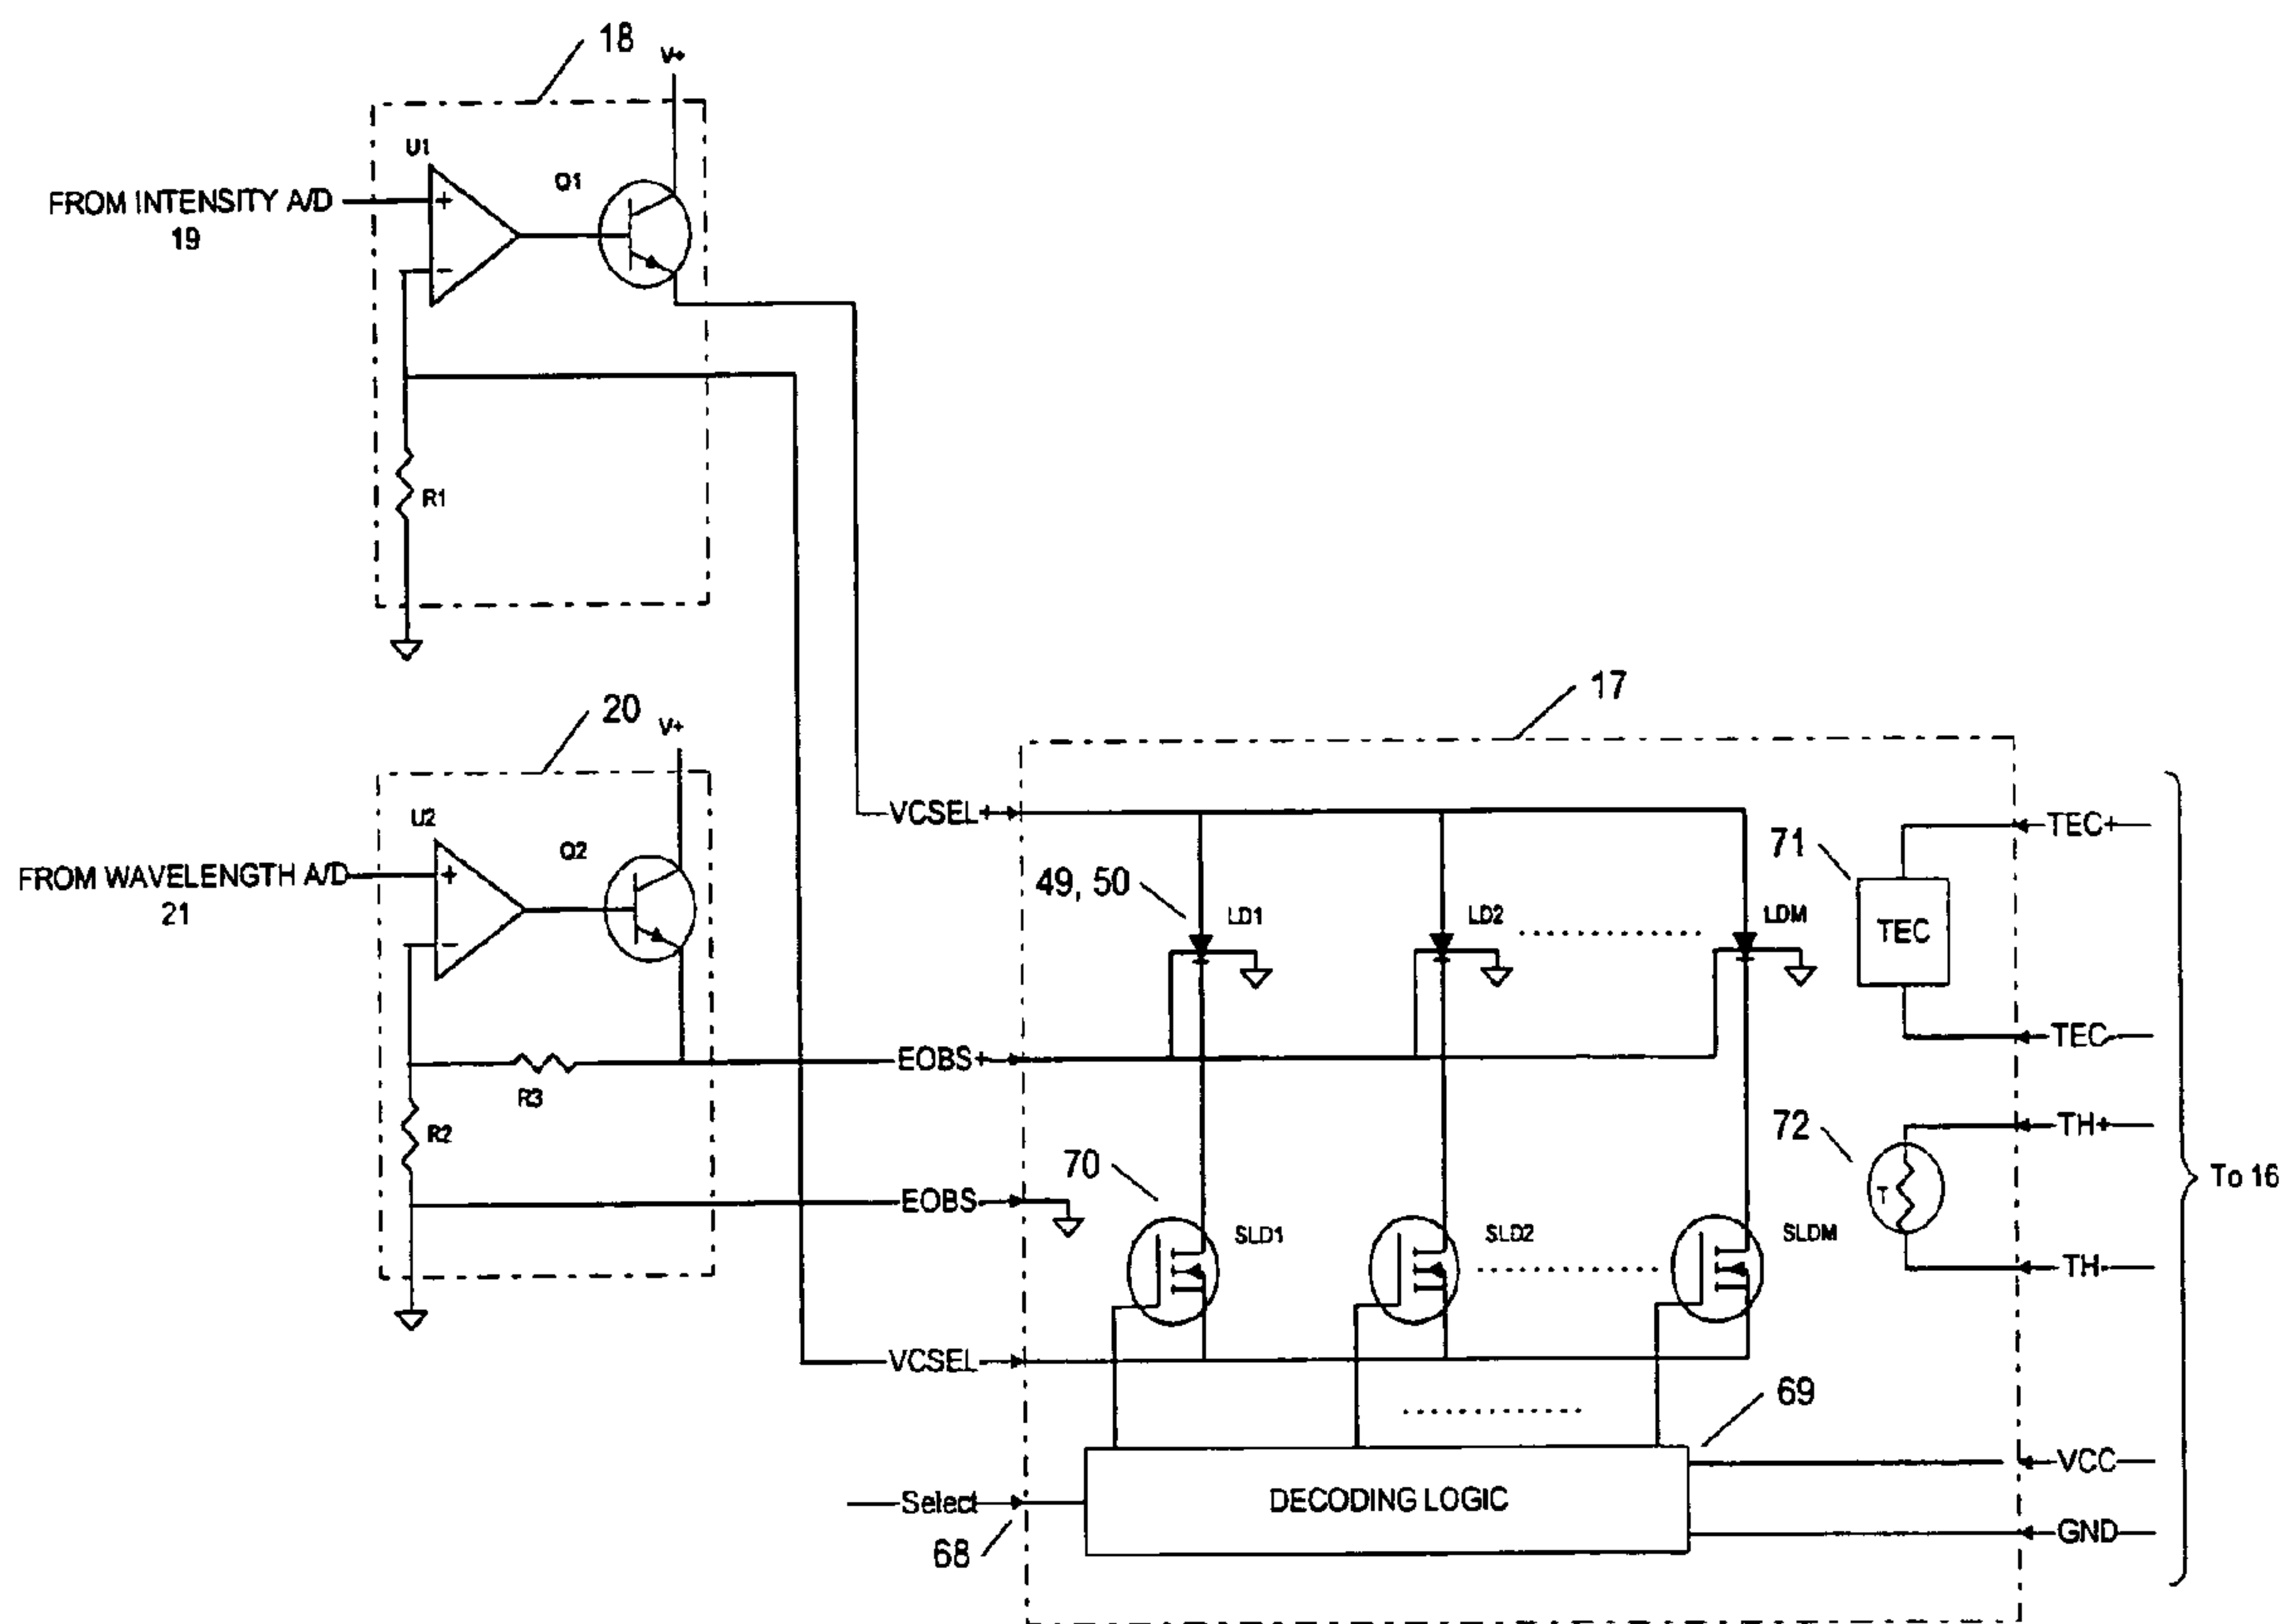 18
V+
U1
Q1
FROM INTENSITY A/D
19
+
-
R1
20
V+
U2
Q2
FROM WAVELENGTH A/D
21
+
-
R3
R2
17
VCSEL+
EOBS+
EOBS-
VCSEL-
49, 50
LD1
LD2
LDM
71
TEC
TEC+
TEC-
72
T
TH+
TH-
To 16
70
SLD1
SLD2
SLDM
69
DECODING LOGIC
Select
68
VCC
GND